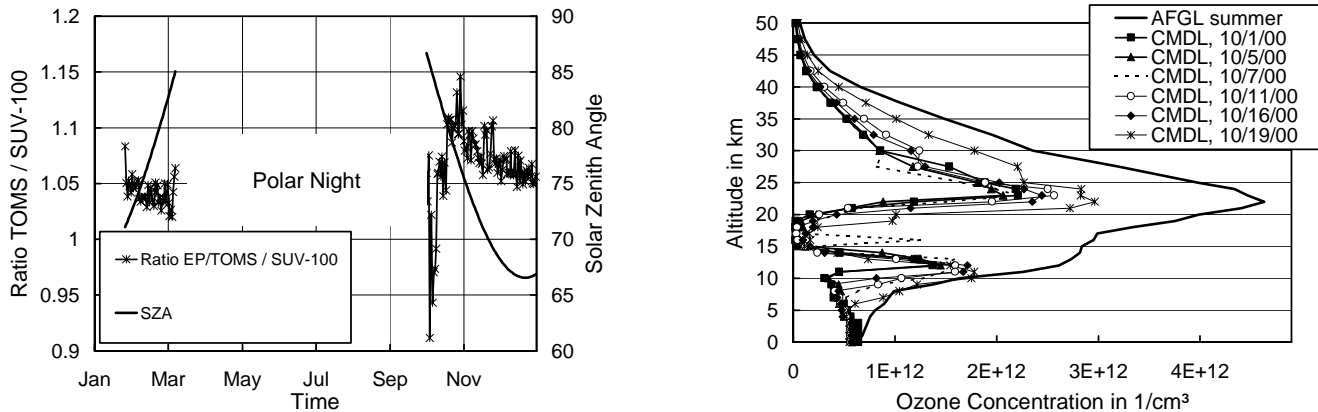 Ratio TOMS / SUV-100
1.2
1.15
1.1
1.05
1
0.95
0.9
90
85
80
75
70
65
60
Solar Zenith Angle
Polar Night
Ratio EP/TOMS / SUV-100
SZA
Jan Mar May Jul Sep Nov
Time
Altitude in km
50
45
40
35
30
25
20
15
10
5
0
AFGL summer
CMDL, 10/1/00
CMDL, 10/5/00
CMDL, 10/7/00
CMDL, 10/11/00
CMDL, 10/16/00
CMDL, 10/19/00
0 1E+12 2E+12 3E+12 4E+12
Ozone Concentration in 1/cm³